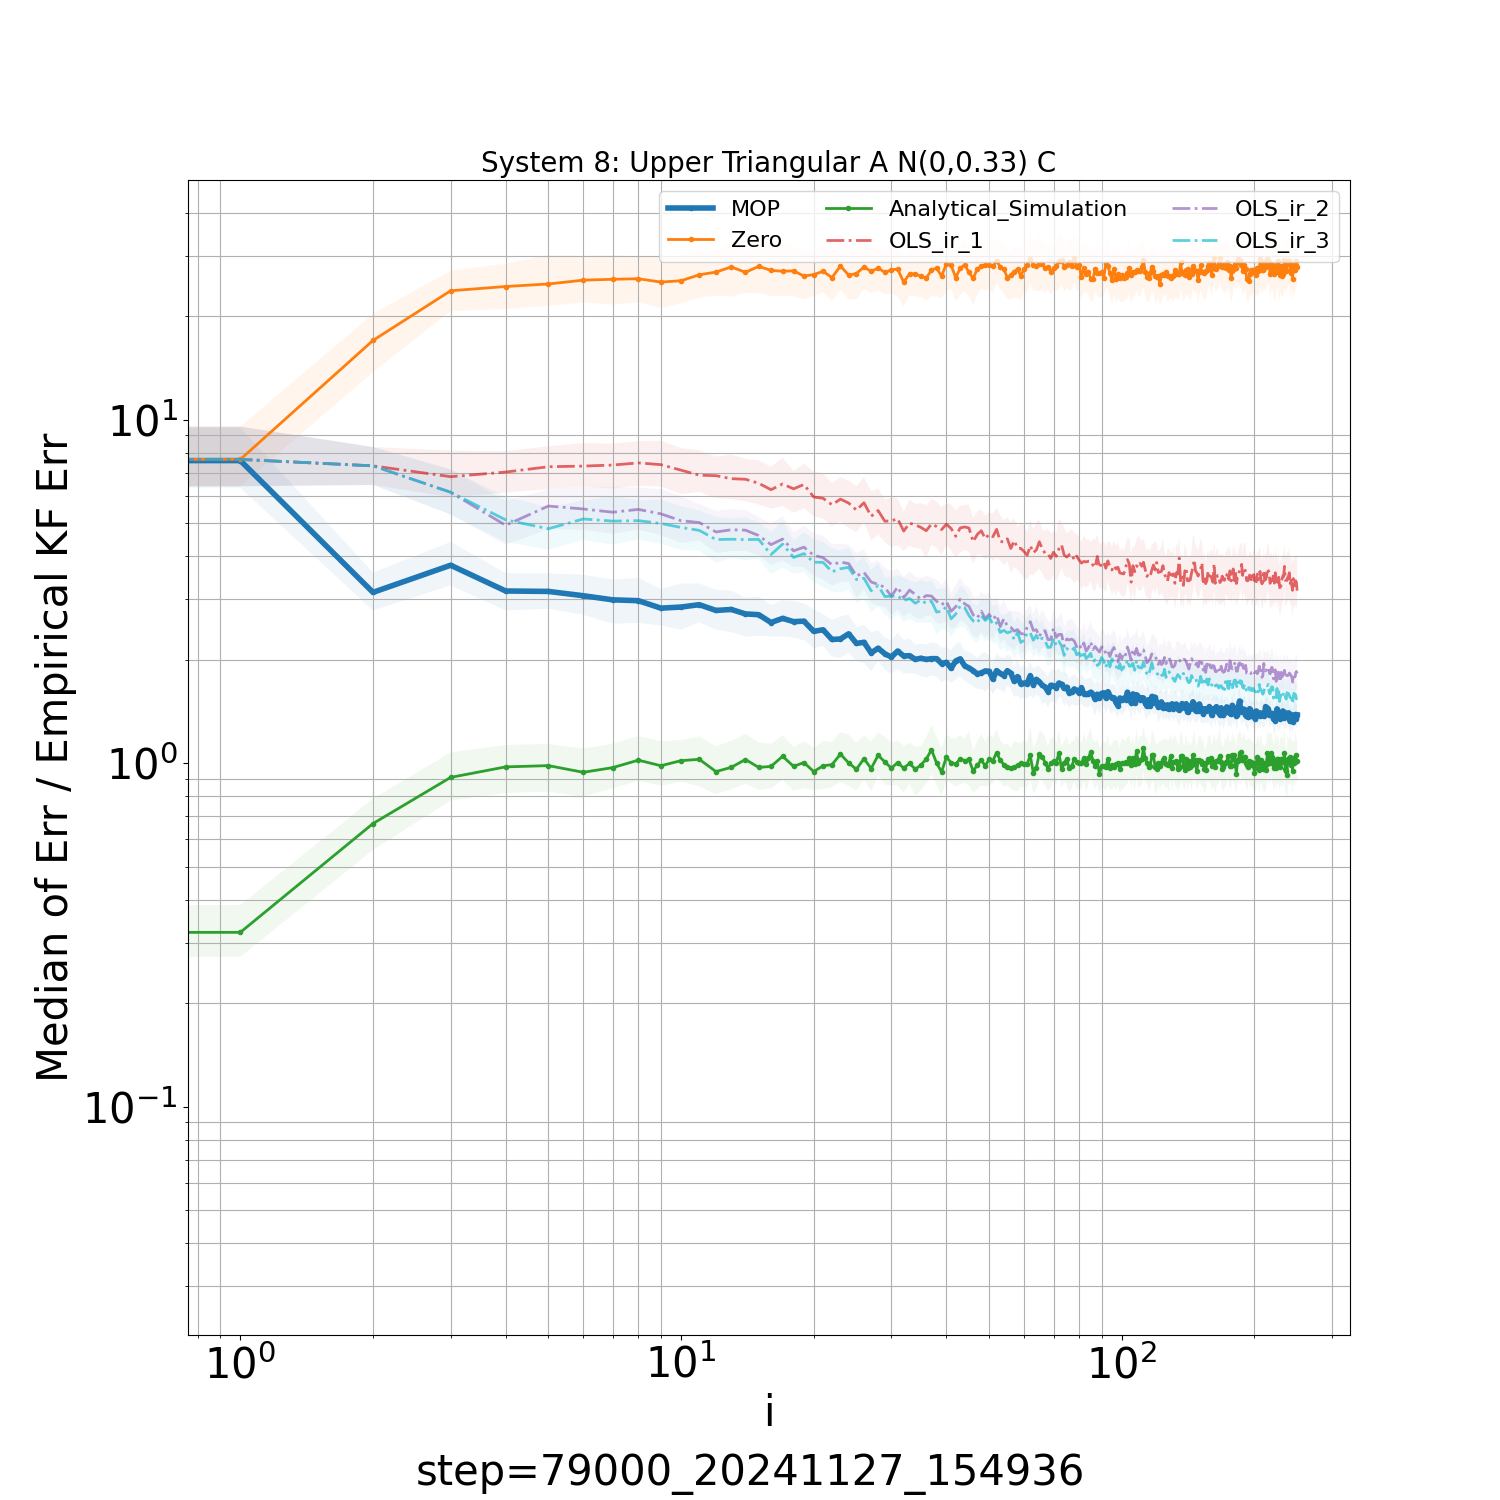 System 8: Upper Triangular A N(0,0.33) C
MOP
Zero
Analytical_Simulation
OLS_ir_1
OLS_ir_2
OLS_ir_3
Median of Err / Empirical KF Err
10¹
10⁰
10⁻¹
10⁰ 10¹ 10²
i
step=79000_20241127_154936